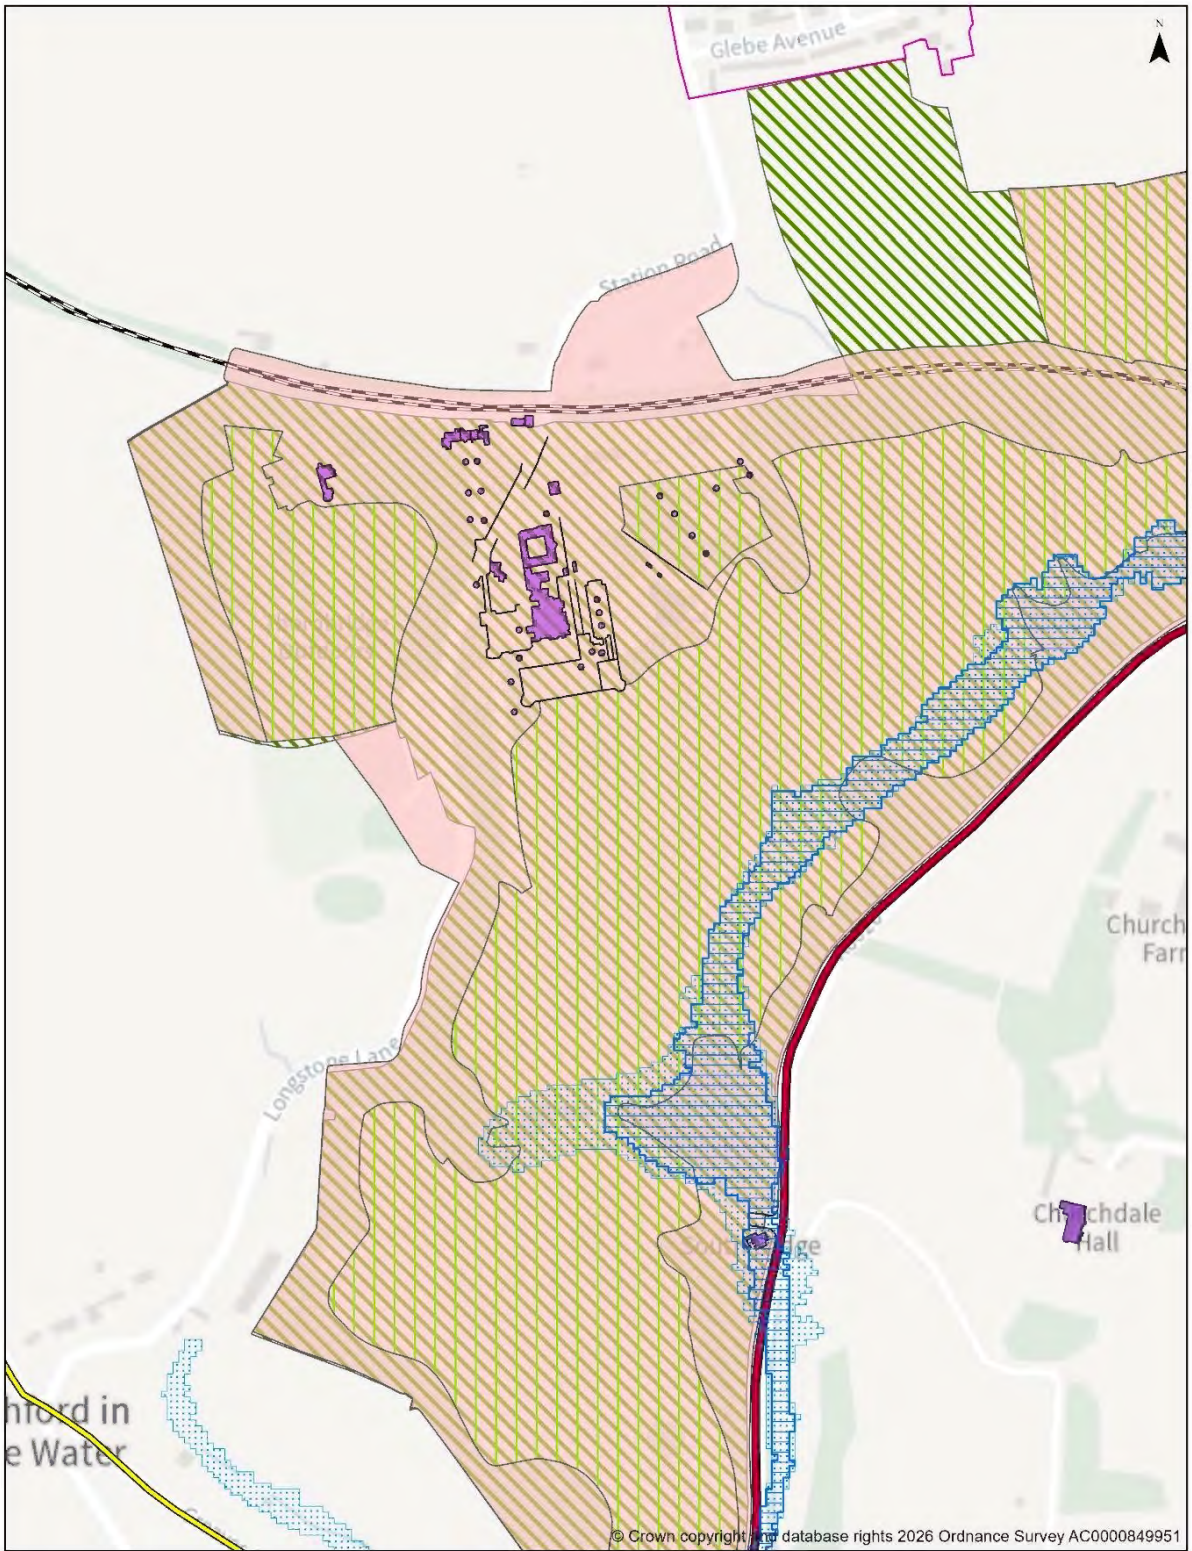 N
Glebe Avenue
Station Road
Church
Farr
Longstone Lane
Churchdale
Hall
hford in
e Water
© Crown copyright and database rights 2026 Ordnance Survey AC0000849951